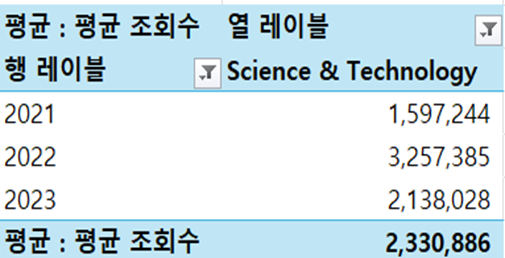 평균 : 평균 조회수 열 레이블
행 레이블 Science & Technology
2021 1,597,244
2022 3,257,385
2023 2,138,028
평균 : 평균 조회수 2,330,886